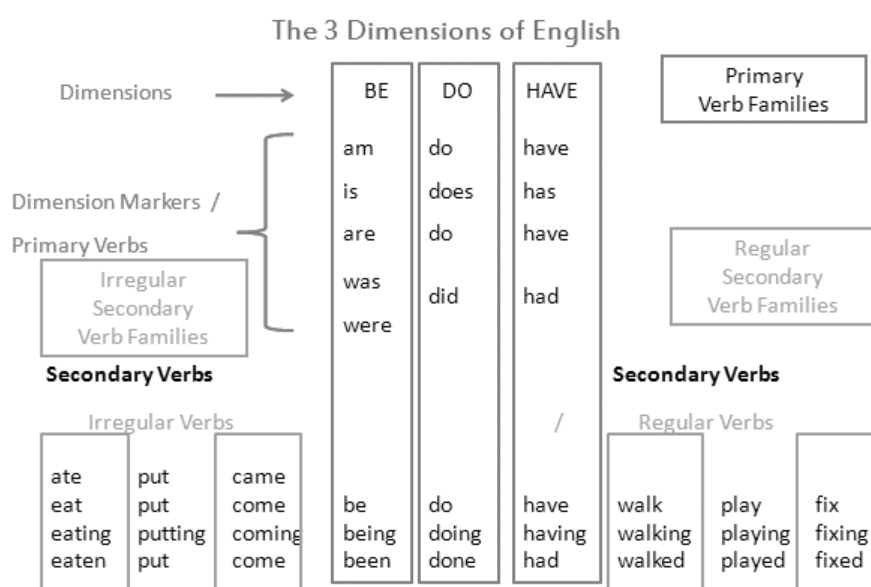 The 3 Dimensions of English
Dimensions BE DO HAVE
Primary
Verb Families
am do have
is does has
Dimension Markers /
are do have
Primary Verbs
Irregular
Secondary
Verb Families
Regular
Secondary
Verb Families
was
did had
were
Secondary Verbs Secondary Verbs
Irregular Verbs / Regular Verbs
ate put came
eat put come be do have walk play fix
eating putting coming being doing having walking playing fixing
eaten put come been done had walked played fixed